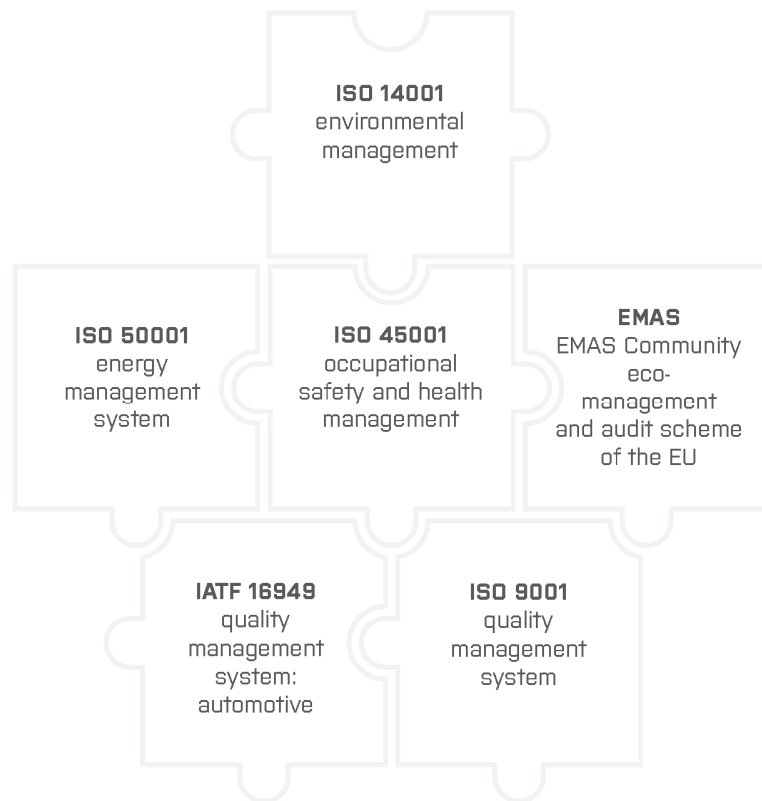 ISO 14001
environmental
management
ISO 50001
energy
management
system
ISO 45001
occupational
safety and health
management
EMAS
EMAS Community
eco-
management
and audit scheme
of the EU
IATF 16949
quality
management
system:
automotive
ISO 9001
quality
management
system